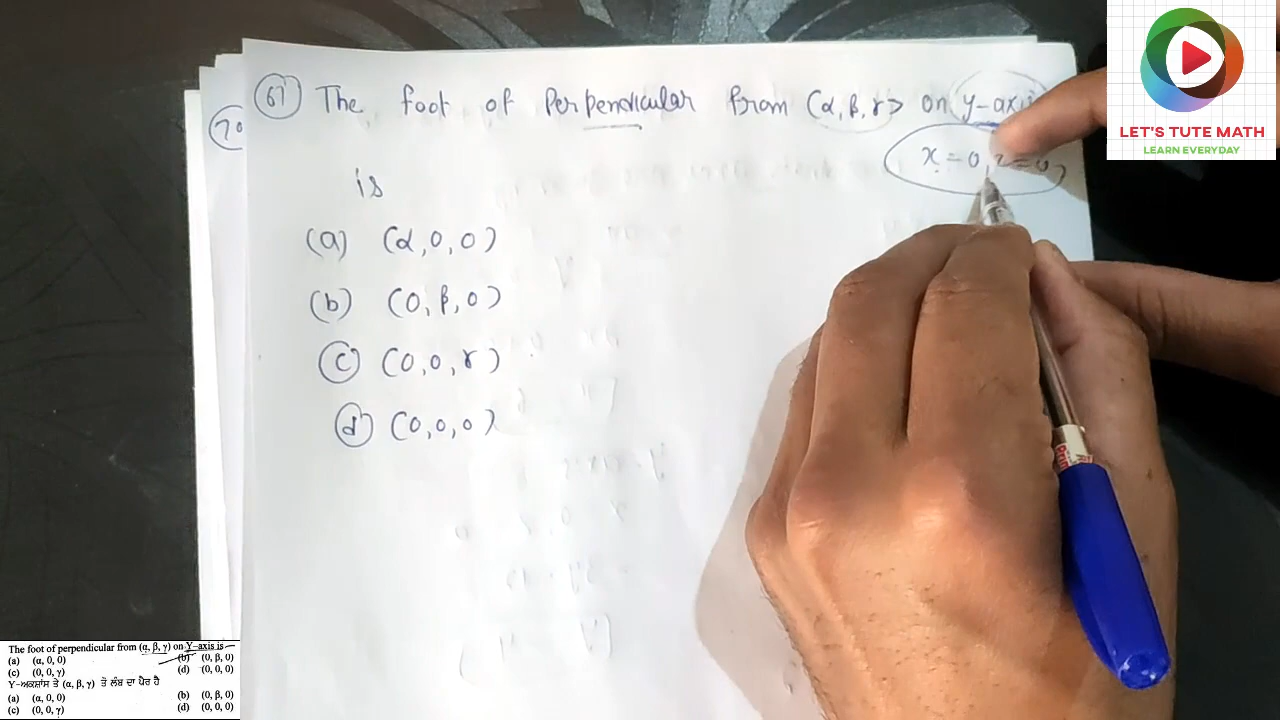 LET'S TUTE MATH
LEARN EVERYDAY
70
67 The foot of Perpendicular from (α, β, r) on y-axis
is
x = 0, z = 0,
(a) (α, 0, 0)
(b) (0, β, 0)
(c) (0, 0, r)
(d) (0, 0, 0)
The foot of perpendicular from (α, β, γ) on Y–axis is
(a) (α, 0, 0) (b) (0, β, 0)
(c) (0, 0, γ) (d) (0, 0, 0)
Y–ਅਕਸ਼ਾਂਸ ਤੇ (α, β, γ) ਤੋਂ ਲੰਬ ਦਾ ਪੈਰ ਹੈ
(a) (α, 0, 0) (b) (0, β, 0)
(c) (0, 0, γ) (d) (0, 0, 0)